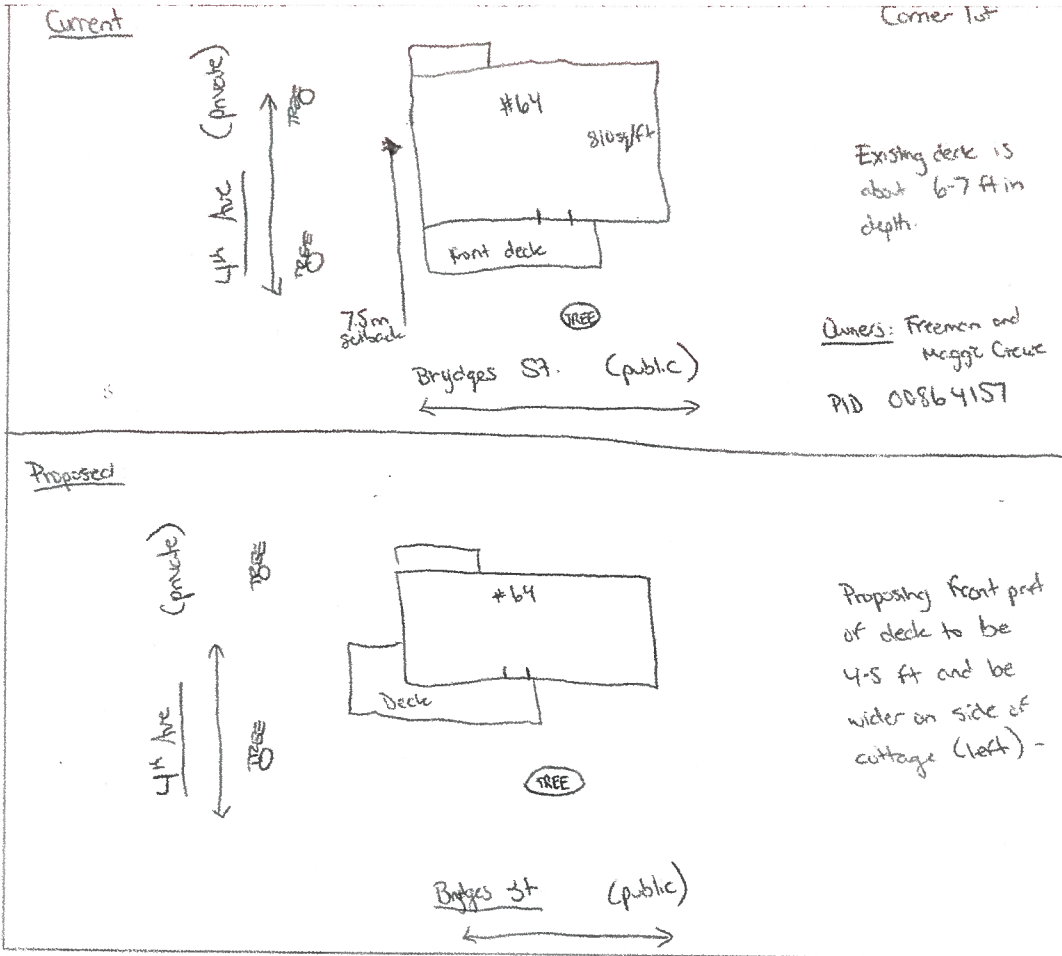 Current
Corner lot
(private)
4th Ave
TREE
TREE
#64
810sq/ft
Front deck
7.5m
setback
TREE
Brydges St. (public)
Existing deck is
about 6-7 ft in
depth.
Owners: Freeman and
Maggie Crewe
PID 00864157
Proposed
(private)
4th Ave
TREE
TREE
#64
Deck
TREE
Brydges St (public)
Proposing front part
of deck to be
4-5 ft and be
wider on side of
cottage (left) -